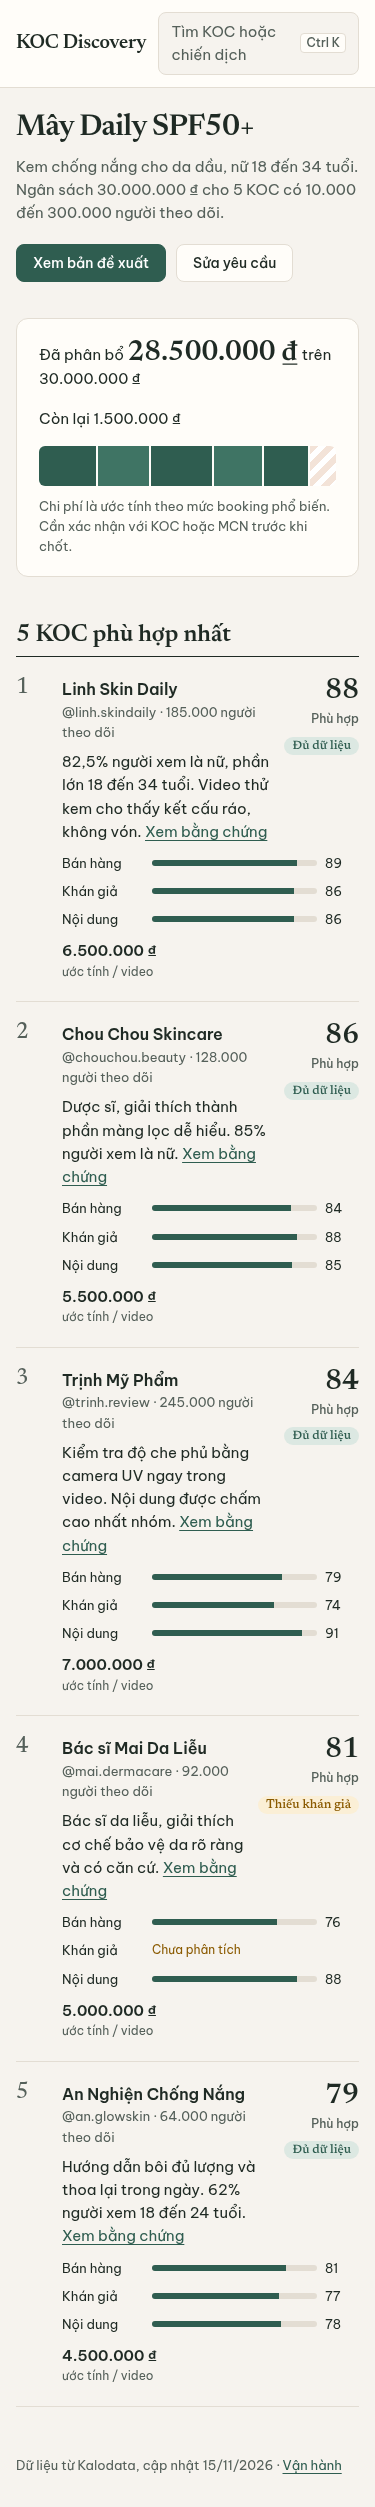 KOC Discovery
Tìm KOC hoặc
chiến dịch
Ctrl K
Mây Daily SPF50+
Kem chống nắng cho da dầu, nữ 18 đến 34 tuổi.
Ngân sách 30.000.000 ₫ cho 5 KOC có 10.000
đến 300.000 người theo dõi.
Xem bản đề xuất
Sửa yêu cầu
Đã phân bổ 28.500.000 ₫ trên
30.000.000 ₫
Còn lại 1.500.000 ₫
Chi phí là ước tính theo mức booking phổ biến.
Cần xác nhận với KOC hoặc MCN trước khi
chốt.
5 KOC phù hợp nhất
1
Linh Skin Daily
@linh.skindaily · 185.000 người
theo dõi
82,5% người xem là nữ, phần
lớn 18 đến 34 tuổi. Video thử
kem cho thấy kết cấu ráo,
không vón. Xem bằng chứng
88
Phù hợp
Đủ dữ liệu
Bán hàng 89
Khán giả 86
Nội dung 86
6.500.000 ₫
ước tính / video
2
Chou Chou Skincare
@chouchou.beauty · 128.000
người theo dõi
Dược sĩ, giải thích thành
phần màng lọc dễ hiểu. 85%
người xem là nữ. Xem bằng
chứng
86
Phù hợp
Đủ dữ liệu
Bán hàng 84
Khán giả 88
Nội dung 85
5.500.000 ₫
ước tính / video
3
Trịnh Mỹ Phẩm
@trinh.review · 245.000 người
theo dõi
Kiểm tra độ che phủ bằng
camera UV ngay trong
video. Nội dung được chấm
cao nhất nhóm. Xem bằng
chứng
84
Phù hợp
Đủ dữ liệu
Bán hàng 79
Khán giả 74
Nội dung 91
7.000.000 ₫
ước tính / video
4
Bác sĩ Mai Da Liễu
@mai.dermacare · 92.000
người theo dõi
Bác sĩ da liễu, giải thích
cơ chế bảo vệ da rõ ràng
và có căn cứ. Xem bằng
chứng
81
Phù hợp
Thiếu khán giả
Bán hàng 76
Khán giả Chưa phân tích
Nội dung 88
5.000.000 ₫
ước tính / video
5
An Nghiện Chống Nắng
@an.glowskin · 64.000 người
theo dõi
Hướng dẫn bôi đủ lượng và
thoa lại trong ngày. 62%
người xem 18 đến 24 tuổi.
Xem bằng chứng
79
Phù hợp
Đủ dữ liệu
Bán hàng 81
Khán giả 77
Nội dung 78
4.500.000 ₫
ước tính / video
Dữ liệu từ Kalodata, cập nhật 15/11/2026 · Vận hành